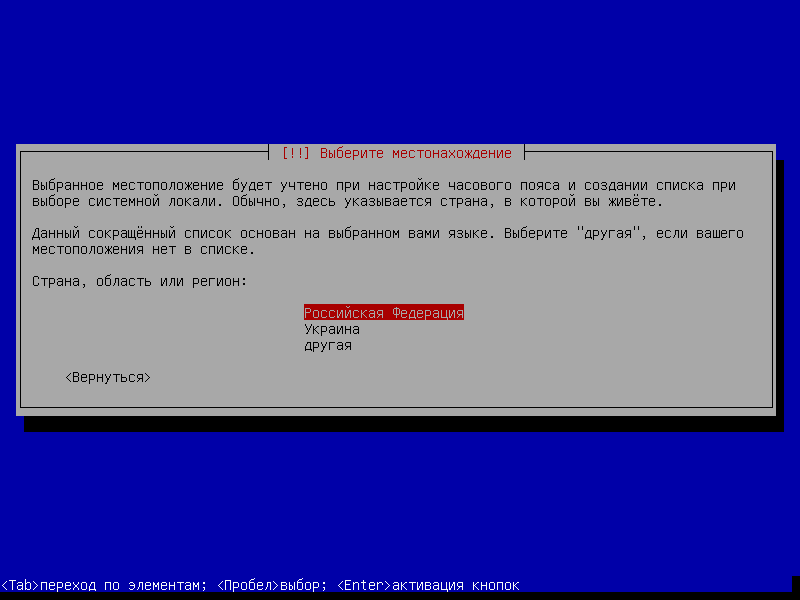 [!!] Выберите местонахождение
Выбранное местоположение будет учтено при настройке часового пояса и создании списка при
выборе системной локали. Обычно, здесь указывается страна, в которой вы живёте.
Данный сокращённый список основан на выбранном вами языке. Выберите "другая", если вашего
местоположения нет в списке.
Страна, область или регион:
Российская Федерация
Украина
другая
<Вернуться>
<Tab>переход по элементам; <Пробел>выбор; <Enter>активация кнопок